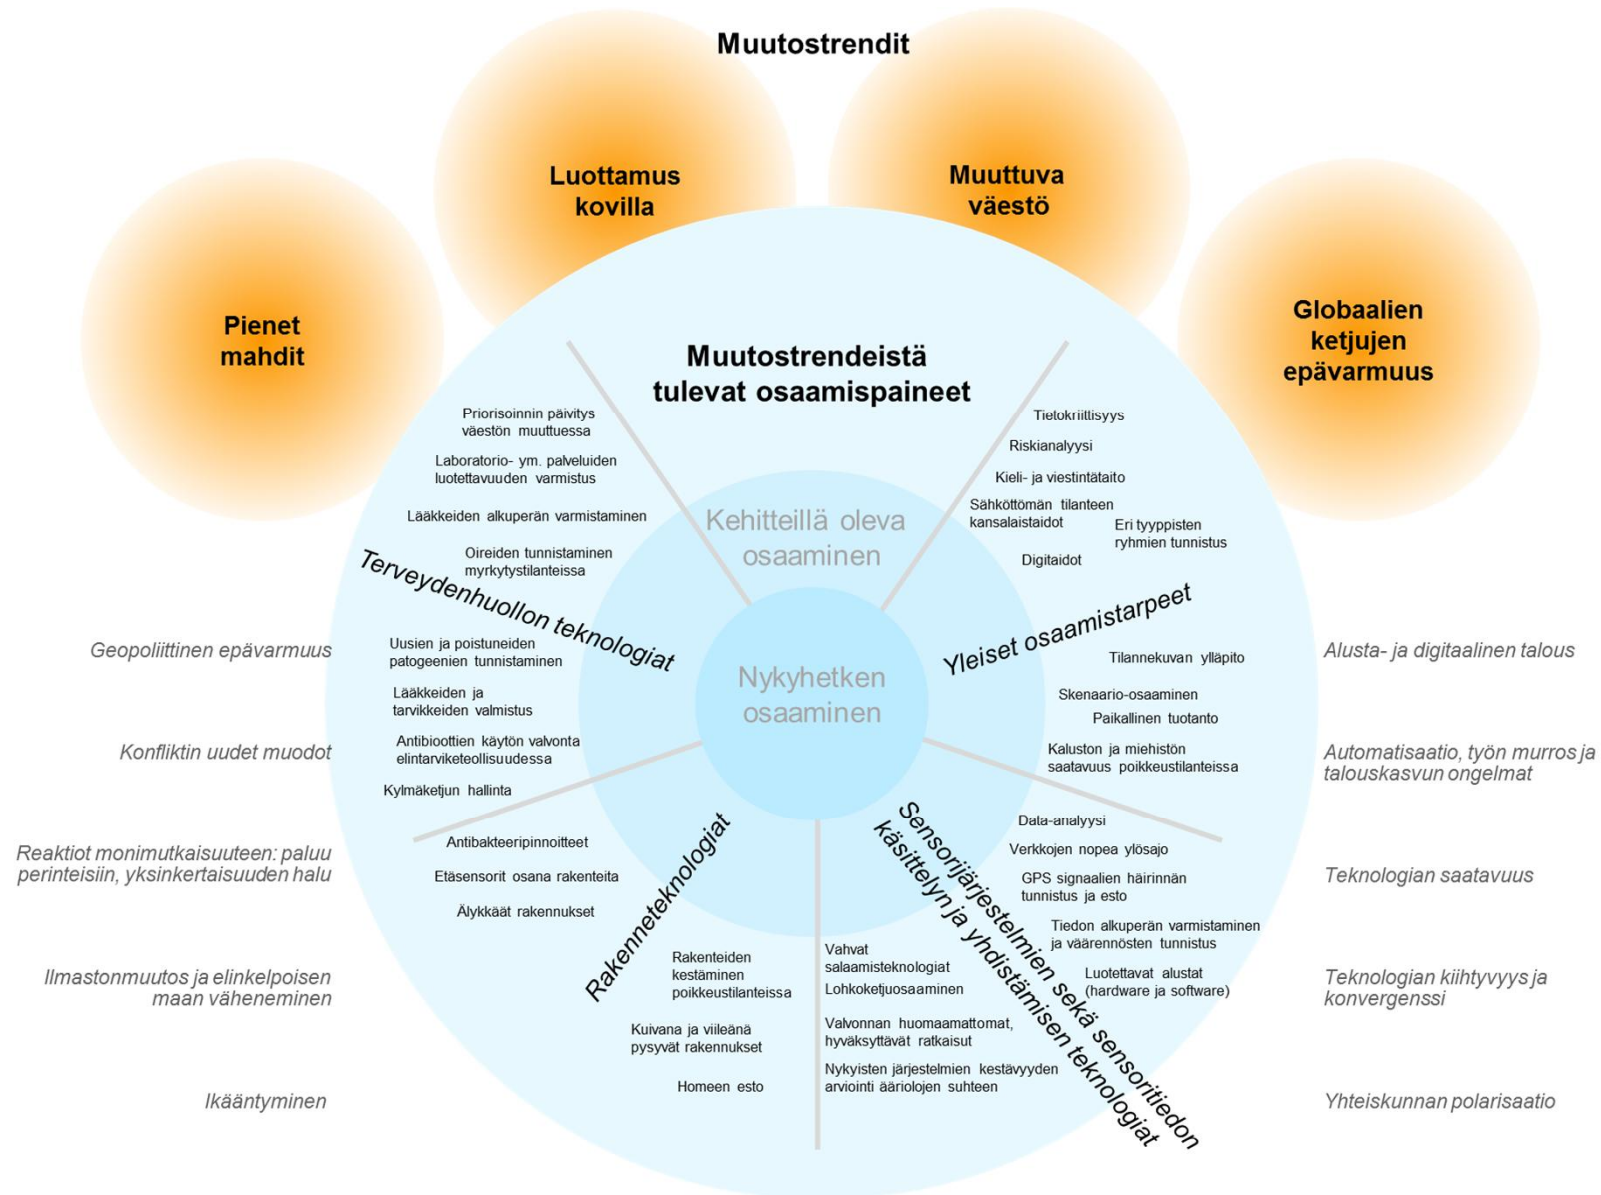 Muutostrendit
Pienet
mahdit
Luottamus
kovilla
Muuttuva
väestö
Globaalien
ketjujen
epävarmuus
Muutostrendeistä
tulevat osaamispaineet
Kehitteillä oleva
osaaminen
Nykyhetken
osaaminen
Priorisoinnin päivitys
väestön muuttuessa
Laboratorio- ym. palveluiden
luotettavuuden varmistus
Lääkkeiden alkuperän varmistaminen
Oireiden tunnistaminen
myrkytystilanteissa
Terveydenhuollon teknologiat
Uusien ja poistuneiden
patogeenien tunnistaminen
Lääkkeiden ja
tarvikkeiden valmistus
Antibioottien käytön valvonta
elintarviketeollisuudessa
Kylmäketjun hallinta
Tietokriittisyys
Riskianalyysi
Kieli- ja viestintätaito
Sähköttömän tilanteen
kansalaistaidot
Eri tyyppisten
ryhmien tunnistus
Digitaidot
Yleiset osaamistarpeet
Tilannekuvan ylläpito
Skenaario-osaaminen
Paikallinen tuotanto
Kaluston ja miehistön
saatavuus poikkeustilanteissa
Antibakteeripinnoitteet
Etäsensorit osana rakenteita
Älykkäät rakennukset
Rakenneteknologiat
Rakenteiden
kestäminen
poikkeustilanteissa
Kuivana ja viileänä
pysyvät rakennukset
Homeen esto
Data-analyysi
Verkkojen nopea ylösajo
GPS signaalien häirinnän
tunnistus ja esto
Tiedon alkuperän varmistaminen
ja väärennösten tunnistus
Luotettavat alustat
(hardware ja software)
Sensorijärjestelmien sekä sensoritiedon
käsittelyn ja yhdistämisen teknologiat
Vahvat
salaamisteknologiat
Lohkoketjuosaaminen
Valvonnan huomaamattomat,
hyväksyttävät ratkaisut
Nykyisten järjestelmien kestävyyden
arviointi ääriolojen suhteen
Geopoliittinen epävarmuus
Konfliktin uudet muodot
Reaktiot monimutkaisuuteen: paluu
perinteisiin, yksinkertaisuuden halu
Ilmastonmuutos ja elinkelpoisen
maan väheneminen
Ikääntyminen
Alusta- ja digitaalinen talous
Automatisaatio, työn murros ja
talouskasvun ongelmat
Teknologian saatavuus
Teknologian kiihtyvyys ja
konvergenssi
Yhteiskunnan polarisaatio